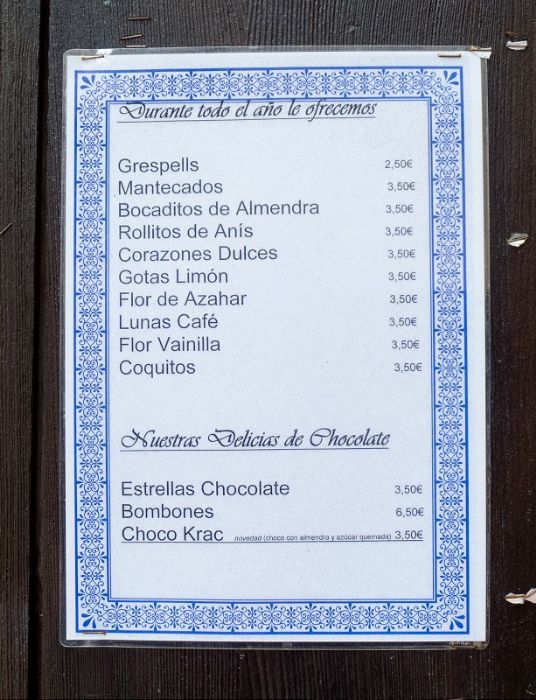 Durante todo el año le ofrecemos
Grespells 2,50€
Mantecados 3,50€
Bocaditos de Almendra 3,50€
Rollitos de Anís 3,50€
Corazones Dulces 3,50€
Gotas Limón 3,50€
Flor de Azahar 3,50€
Lunas Café 3,50€
Flor Vainilla 3,50€
Coquitos 3,50€
Nuestras Delicias de Chocolate
Estrellas Chocolate 3,50€
Bombones 6,50€
Choco Krac novedad (choco con almendra y azúcar quemada) 3,50€